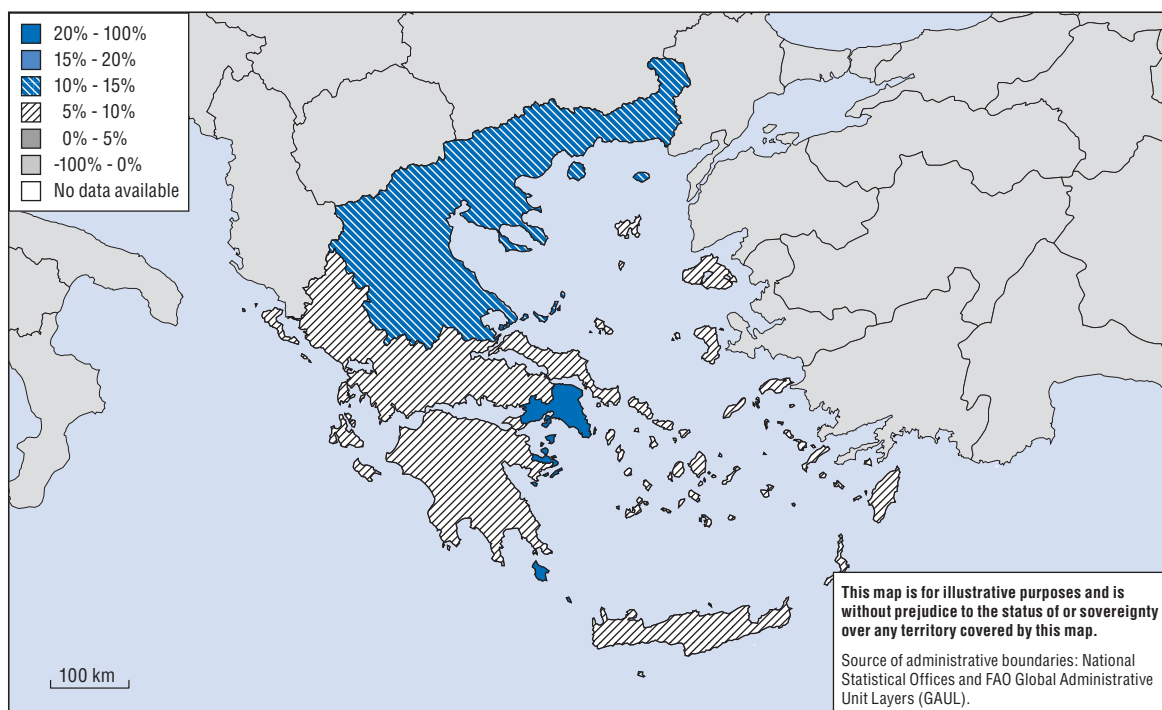 20% - 100%
15% - 20%
10% - 15%
5% - 10%
0% - 5%
-100% - 0%
No data available
This map is for illustrative purposes and is
without prejudice to the status of or sovereignty
over any territory covered by this map.
Source of administrative boundaries: National
Statistical Offices and FAO Global Administrative
Unit Layers (GAUL).
100 km